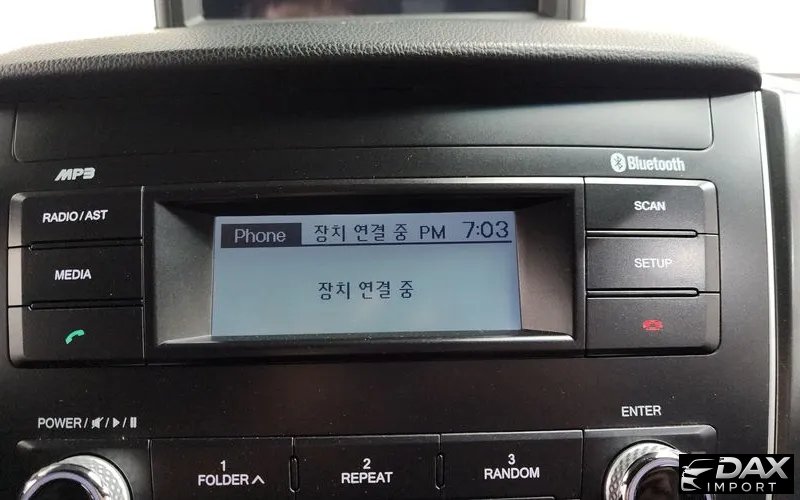 MP3
Bluetooth
RADIO/AST
Phone 장치 연결 중 PM 7:03
SCAN
MEDIA
장치 연결 중
SETUP
POWER/ / /
ENTER
1
FOLDER
2
REPEAT
3
RANDOM
DAX
IMPORT